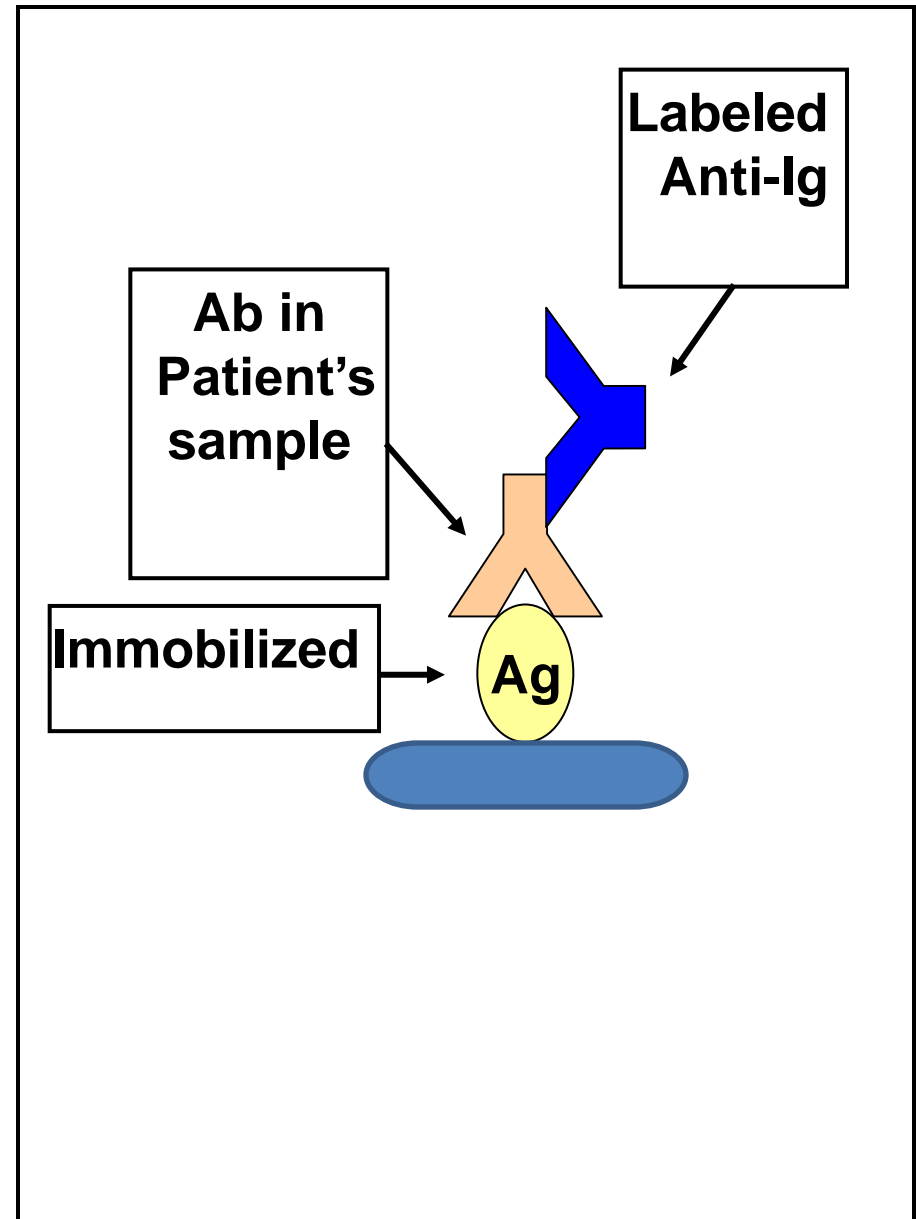 Labeled
Anti-Ig
Ab in
Patient’s
sample
Immobilized
Ag